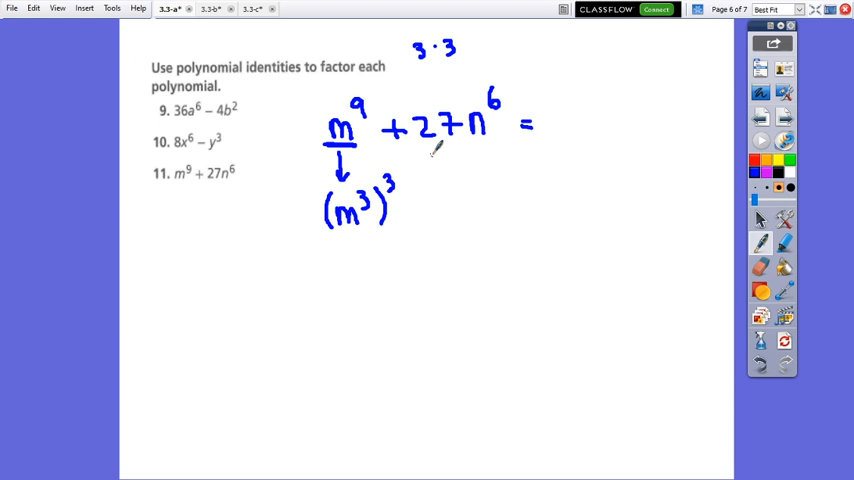 File Edit View Insert Tools Help
CLASSFLOW Connect Page 6 of 7 Best Fit
3.3-a* 3.3-b* 3.3-c*
3 · 3
Use polynomial identities to factor each
polynomial.
9. 36a⁶ − 4b²
10. 8x⁶ − y³
11. m⁹ + 27n⁶
m⁹ + 27n⁶ =
(m³)³